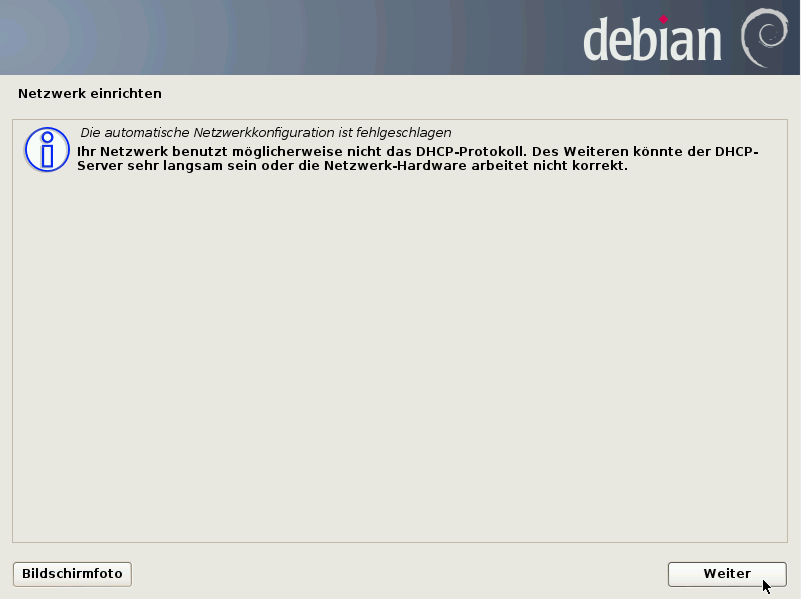 debian
Netzwerk einrichten
Die automatische Netzwerkkonfiguration ist fehlgeschlagen
Ihr Netzwerk benutzt möglicherweise nicht das DHCP-Protokoll. Des Weiteren könnte der DHCP-
Server sehr langsam sein oder die Netzwerk-Hardware arbeitet nicht korrekt.
Bildschirmfoto
Weiter